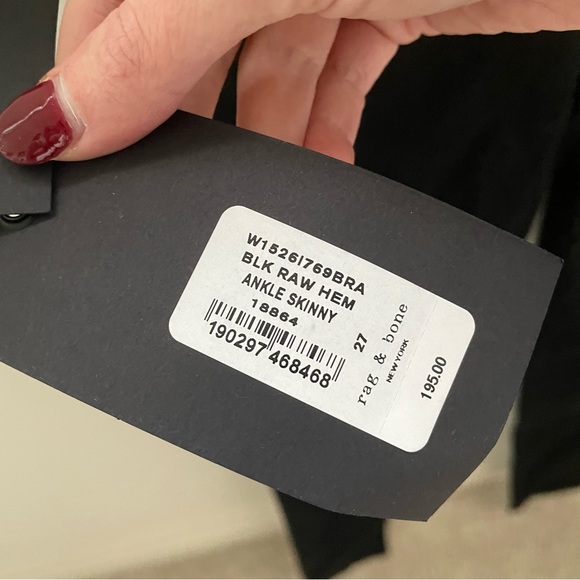 W1526I769BRA
BLK RAW HEM
ANKLE SKINNY
18864
190297468468
27
rag & bone
NEW YORK
195.00